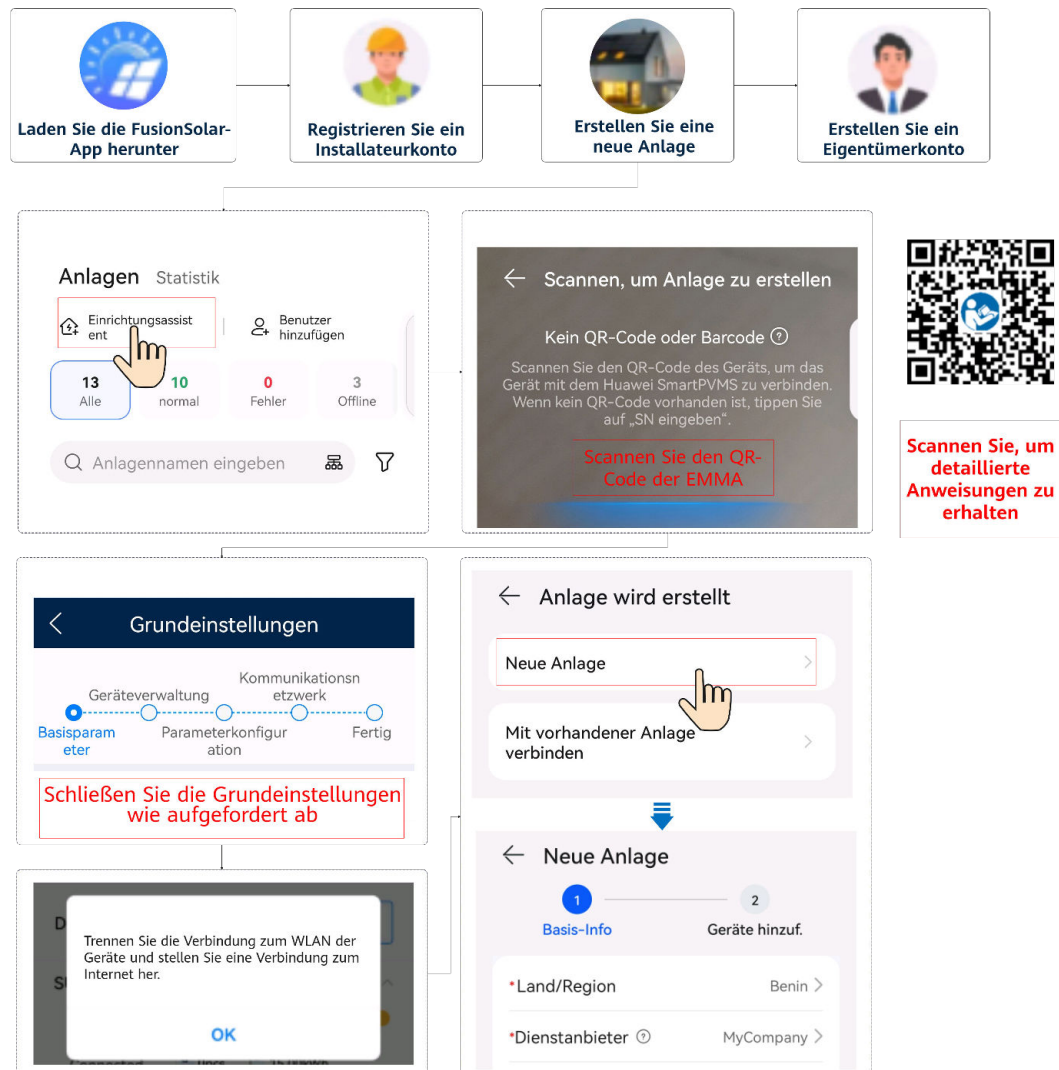 Laden Sie die FusionSolar-
App herunter
Registrieren Sie ein
Installateurkonto
Erstellen Sie eine
neue Anlage
Erstellen Sie ein
Eigentümerkonto
Anlagen Statistik
Einrichtungsassist
ent
Benutzer
hinzufügen
13
Alle
10
normal
0
Fehler
3
Offline
Anlagennamen eingeben
Scannen, um Anlage zu erstellen
Kein QR-Code oder Barcode
Scannen Sie den QR-Code des Geräts, um das
Gerät mit dem Huawei SmartPVMS zu verbinden.
Wenn kein QR-Code vorhanden ist, tippen Sie
auf „SN eingeben“.
Scannen Sie den QR-
Code der EMMA
Scannen Sie, um
detaillierte
Anweisungen zu
erhalten
Grundeinstellungen
Geräteverwaltung
Kommunikationsn
etzwerk
Basisparam
eter
Parameterkonfigur
ation
Fertig
Schließen Sie die Grundeinstellungen
wie aufgefordert ab
Trennen Sie die Verbindung zum WLAN der
Geräte und stellen Sie eine Verbindung zum
Internet her.
OK
Anlage wird erstellt
Neue Anlage
Mit vorhandener Anlage
verbinden
Neue Anlage
1
Basis-Info
2
Geräte hinzuf.
*Land/Region Benin
*Dienstanbieter MyCompany